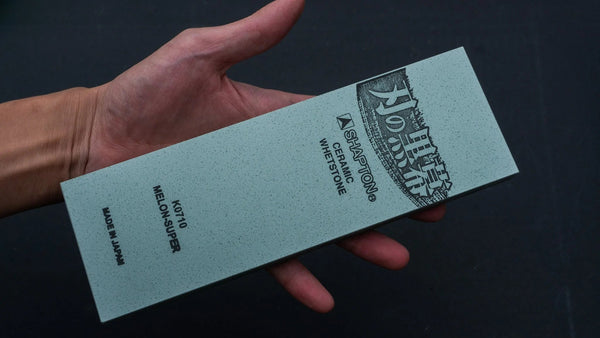 刃の黒幕
SHAPTON®
CERAMIC
WHETSTONE
K0710
MELON-SUPER
MADE IN JAPAN